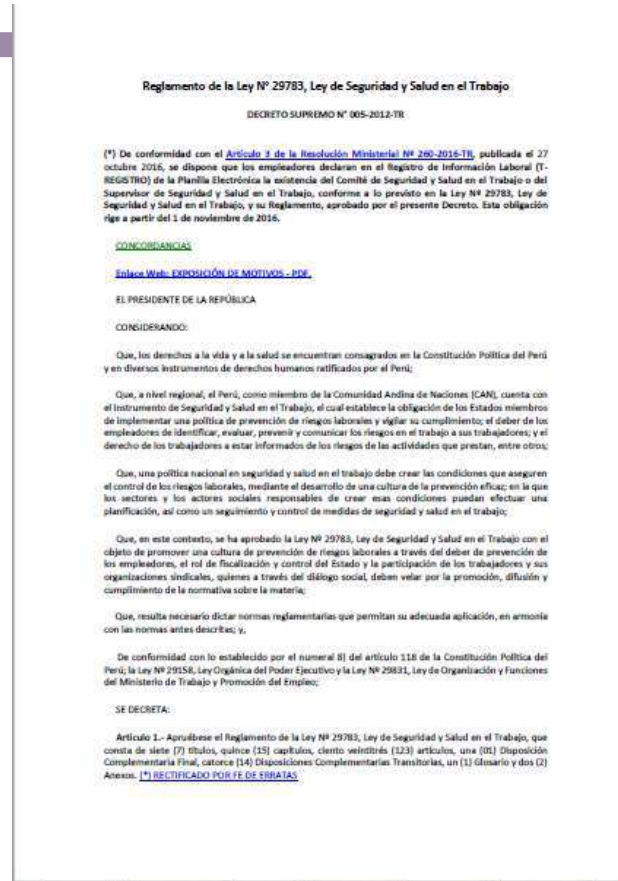 Reglamento de la Ley Nº 29783, Ley de Seguridad y Salud en el Trabajo
DECRETO SUPREMO N° 005-2012-TR
(*) De conformidad con el Artículo 3 de la Resolución Ministerial Nº 260-2016-TR, publicada el 27
octubre 2016, se dispone que los empleadores declaran en el Registro de Información Laboral (T-
REGISTRO) de la Planilla Electrónica la existencia del Comité de Seguridad y Salud en el Trabajo o del
Supervisor de Seguridad y Salud en el Trabajo, conforme a lo previsto en la Ley Nº 29783, Ley de
Seguridad y Salud en el Trabajo, y su Reglamento, aprobado por el presente Decreto. Esta obligación
rige a partir del 1 de noviembre de 2016.
CONCORDANCIAS
Enlace Web: EXPOSICIÓN DE MOTIVOS - PDF.
EL PRESIDENTE DE LA REPÚBLICA
CONSIDERANDO:
Que, los derechos a la vida y a la salud se encuentran consagrados en la Constitución Política del Perú
y en diversos instrumentos de derechos humanos ratificados por el Perú;
Que, a nivel regional, el Perú, como miembro de la Comunidad Andina de Naciones (CAN), cuenta con
el Instrumento de Seguridad y Salud en el Trabajo, el cual establece la obligación de los Estados miembros
de implementar una política de prevención de riesgos laborales y vigilar su cumplimiento; el deber de los
empleadores de identificar, evaluar, prevenir y comunicar los riesgos en el trabajo a sus trabajadores; y el
derecho de los trabajadores a estar informados de los riesgos de las actividades que prestan, entre otros;
Que, una política nacional en seguridad y salud en el trabajo debe crear las condiciones que aseguren
el control de los riesgos laborales, mediante el desarrollo de una cultura de la prevención eficaz; en la que
los sectores y los actores sociales responsables de crear esas condiciones puedan efectuar una
planificación, así como un seguimiento y control de medidas de seguridad y salud en el trabajo;
Que, en este contexto, se ha aprobado la Ley Nº 29783, Ley de Seguridad y Salud en el Trabajo con el
objeto de promover una cultura de prevención de riesgos laborales a través del deber de prevención de
los empleadores, el rol de fiscalización y control del Estado y la participación de los trabajadores y sus
organizaciones sindicales, quienes a través del diálogo social, deben velar por la promoción, difusión y
cumplimiento de la normativa sobre la materia;
Que, resulta necesario dictar normas reglamentarias que permitan su adecuada aplicación, en armonía
con las normas antes descritas; y,
De conformidad con lo establecido por el numeral 8) del artículo 118 de la Constitución Política del
Perú; la Ley Nº 29158, Ley Orgánica del Poder Ejecutivo y la Ley Nº 29831, Ley de Organización y Funciones
del Ministerio de Trabajo y Promoción del Empleo;
SE DECRETA:
Artículo 1.- Apruébese el Reglamento de la Ley Nº 29783, Ley de Seguridad y Salud en el Trabajo, que
consta de siete (7) títulos, quince (15) capítulos, ciento veintitrés (123) artículos, una (01) Disposición
Complementaria Final, catorce (14) Disposiciones Complementarias Transitorias, un (1) Glosario y dos (2)
Anexos. (*) RECTIFICADO POR FE DE ERRATAS